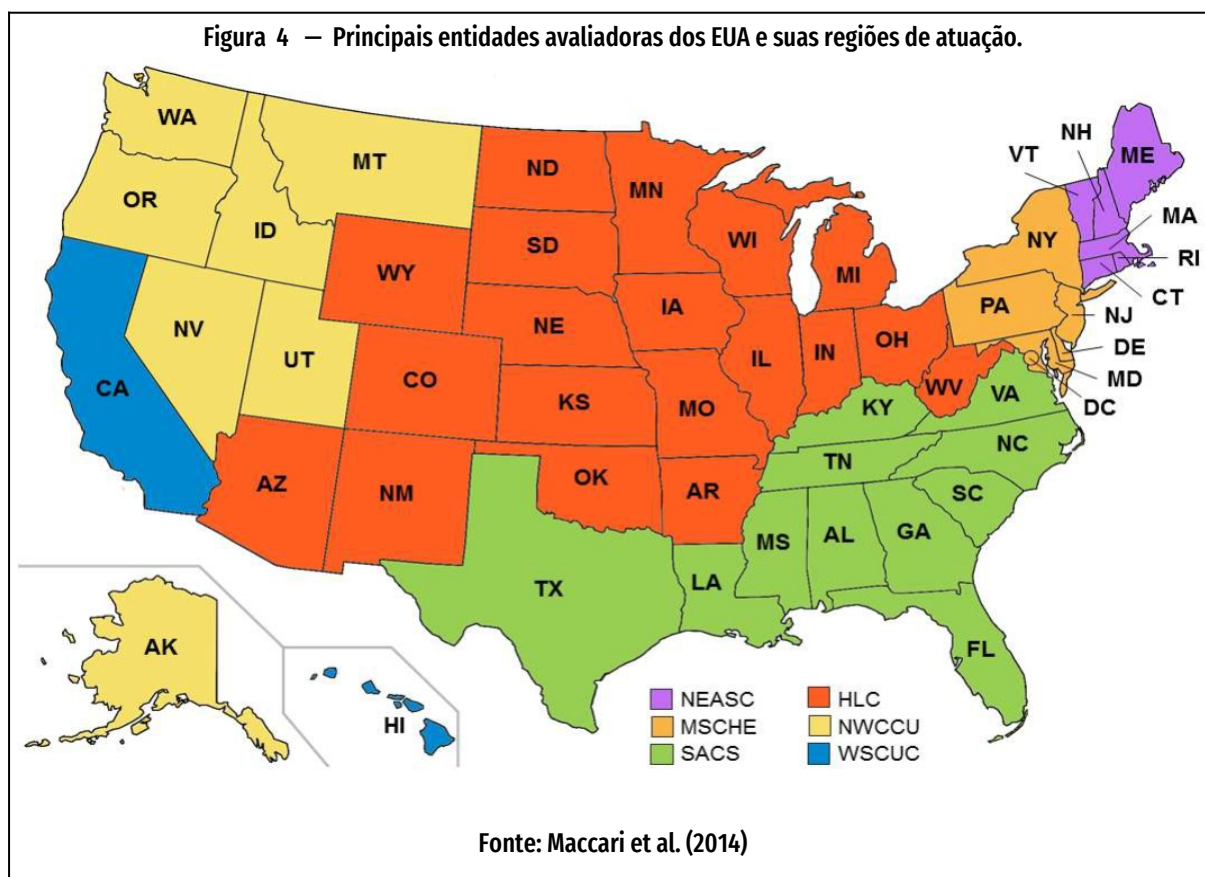 Figura 4 — Principais entidades avaliadoras dos EUA e suas regiões de atuação.
WA
MT
ND
MN
VT
NH
ME
OR
ID
SD
WI
MI
NY
MA
RI
CT
WY
IA
PA
NJ
NV
UT
NE
IL
IN
OH
DE
MD
DC
CA
CO
KS
MO
WV
VA
KY
NC
TN
AZ
NM
OK
AR
SC
MS
AL
GA
TX
LA
FL
AK
HI
NEASC
MSCHE
SACS
HLC
NWCCU
WSCUC
Fonte: Maccari et al. (2014)